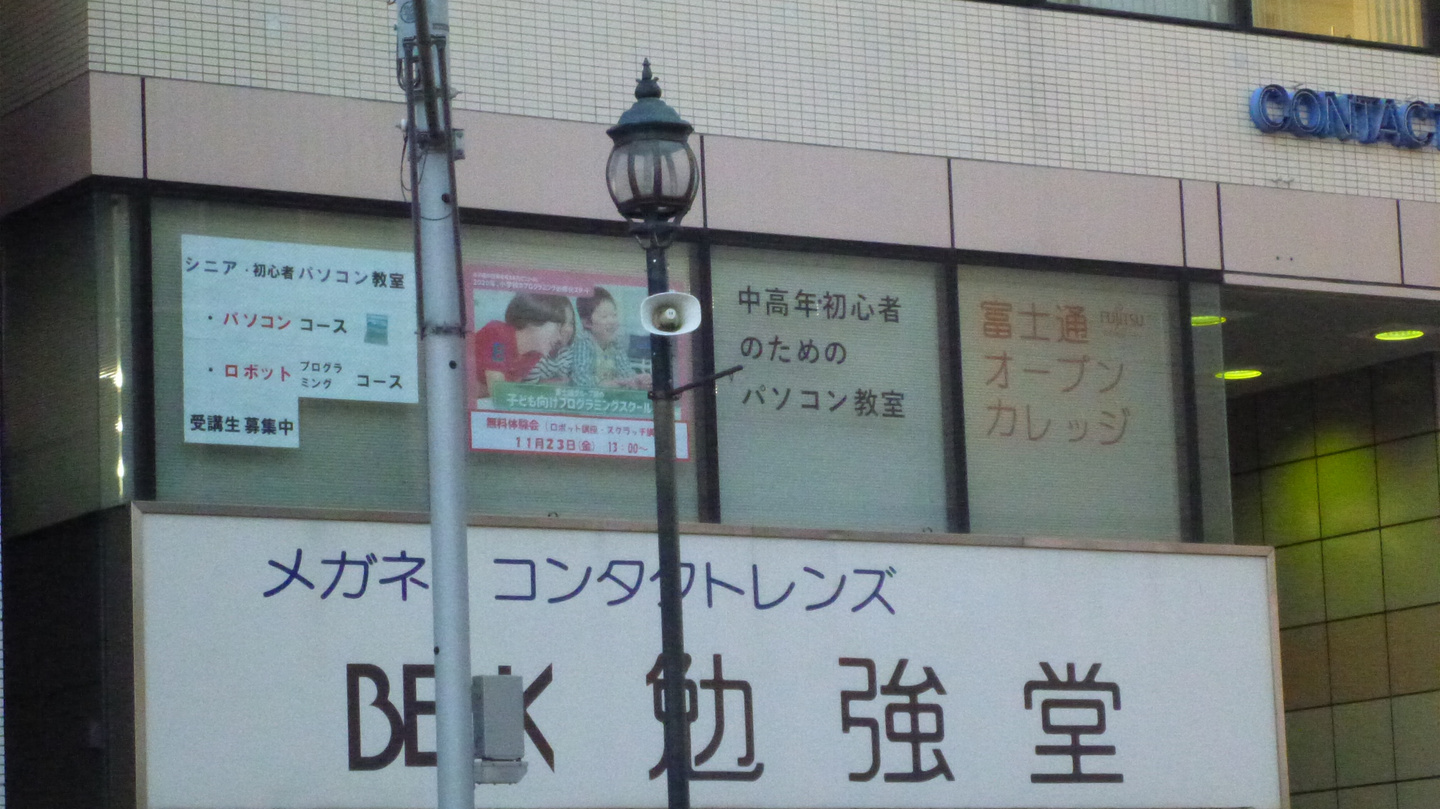 CONTAC
シニア・初心者パソコン教室
・パソコンコース
・ロボットプログラミングコース
受講生募集中
子ども向けプログラミングスクール
無料体験会
11月23日(金) 13:00〜
中高年初心者
のための
パソコン教室
富士通 FUJITSU
オープン
カレッジ
メガネ コンタクトレンズ
勉強堂